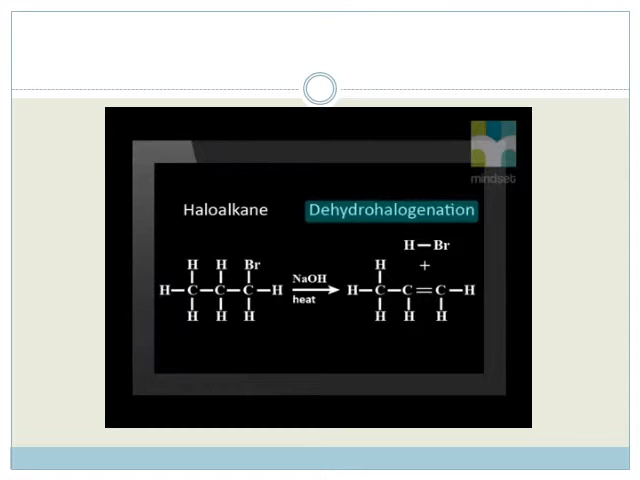 mindset
Haloalkane Dehydrohalogenation
H—Br
H H Br NaOH H +
H—C—C—C—H heat H—C—C=C—H
H H H H H H